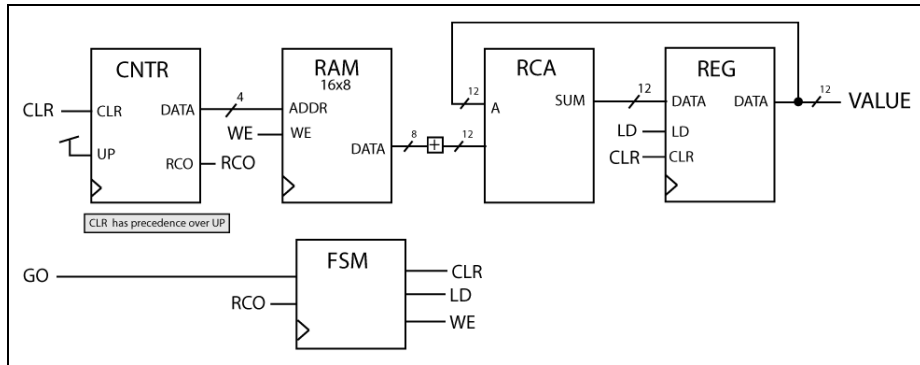 CNTR
CLR
CLR
DATA
4
UP
RCO
RCO
CLR has precedence over UP
RAM
16x8
ADDR
WE
WE
DATA
8
+
12
RCA
12
A
SUM
12
REG
DATA
DATA
12
VALUE
LD
LD
CLR
CLR
FSM
GO
RCO
CLR
LD
WE